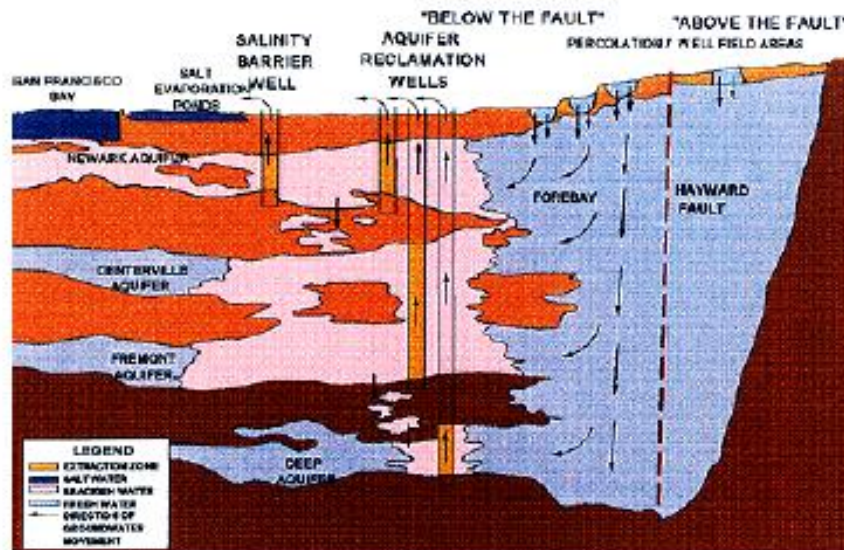 "BELOW THE FAULT"
"ABOVE THE FAULT"
PERCOLATION / WELL FIELD AREAS
SALINITY
BARRIER
WELL
AQUIFER
RECLAMATION
WELLS
SAN FRANCISCO
BAY
SALT
EVAPORATION
PONDS
NEWARK AQUIFER
FOREBAY
HAYWARD
FAULT
CENTERVILLE
AQUIFER
FREMONT
AQUIFER
DEEP
AQUIFER
LEGEND
EXTRACTION ZONE
SALT WATER
BRACKISH WATER
FRESH WATER
DIRECTION OF
GROUNDWATER
MOVEMENT